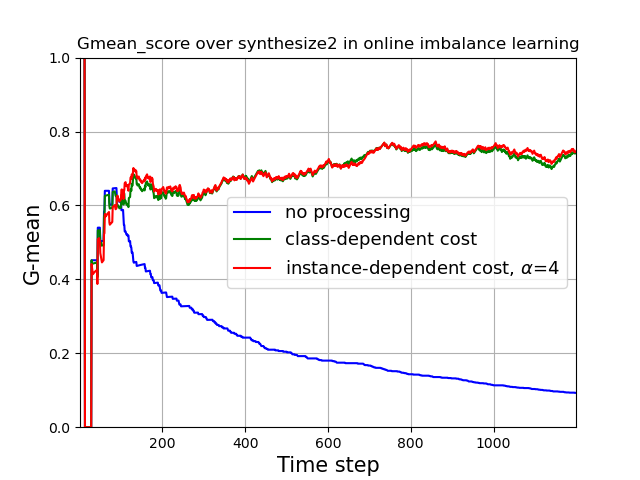 Gmean_score over synthesize2 in online imbalance learning
1.0
0.8
0.6
0.4
0.2
0.0
G-mean
no processing
class-dependent cost
instance-dependent cost, α=4
200 400 600 800 1000
Time step